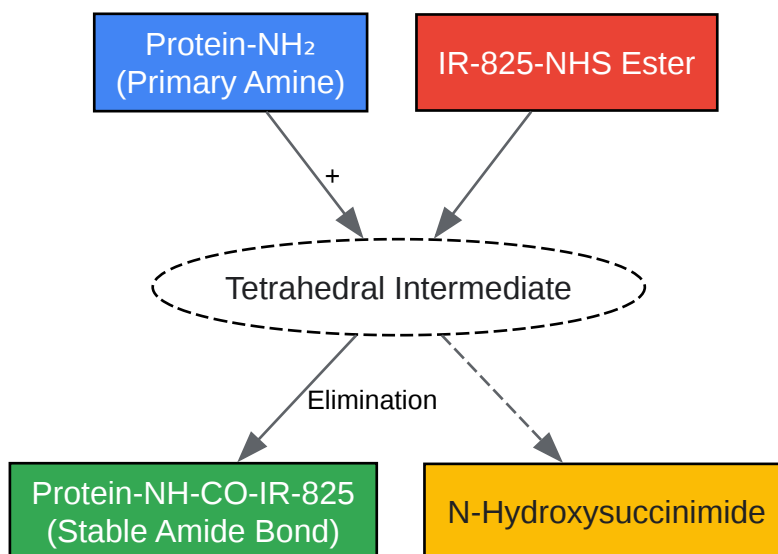 Protein-NH₂
(Primary Amine)
IR-825-NHS Ester
+
Tetrahedral Intermediate
Elimination
Protein-NH-CO-IR-825
(Stable Amide Bond)
N-Hydroxysuccinimide